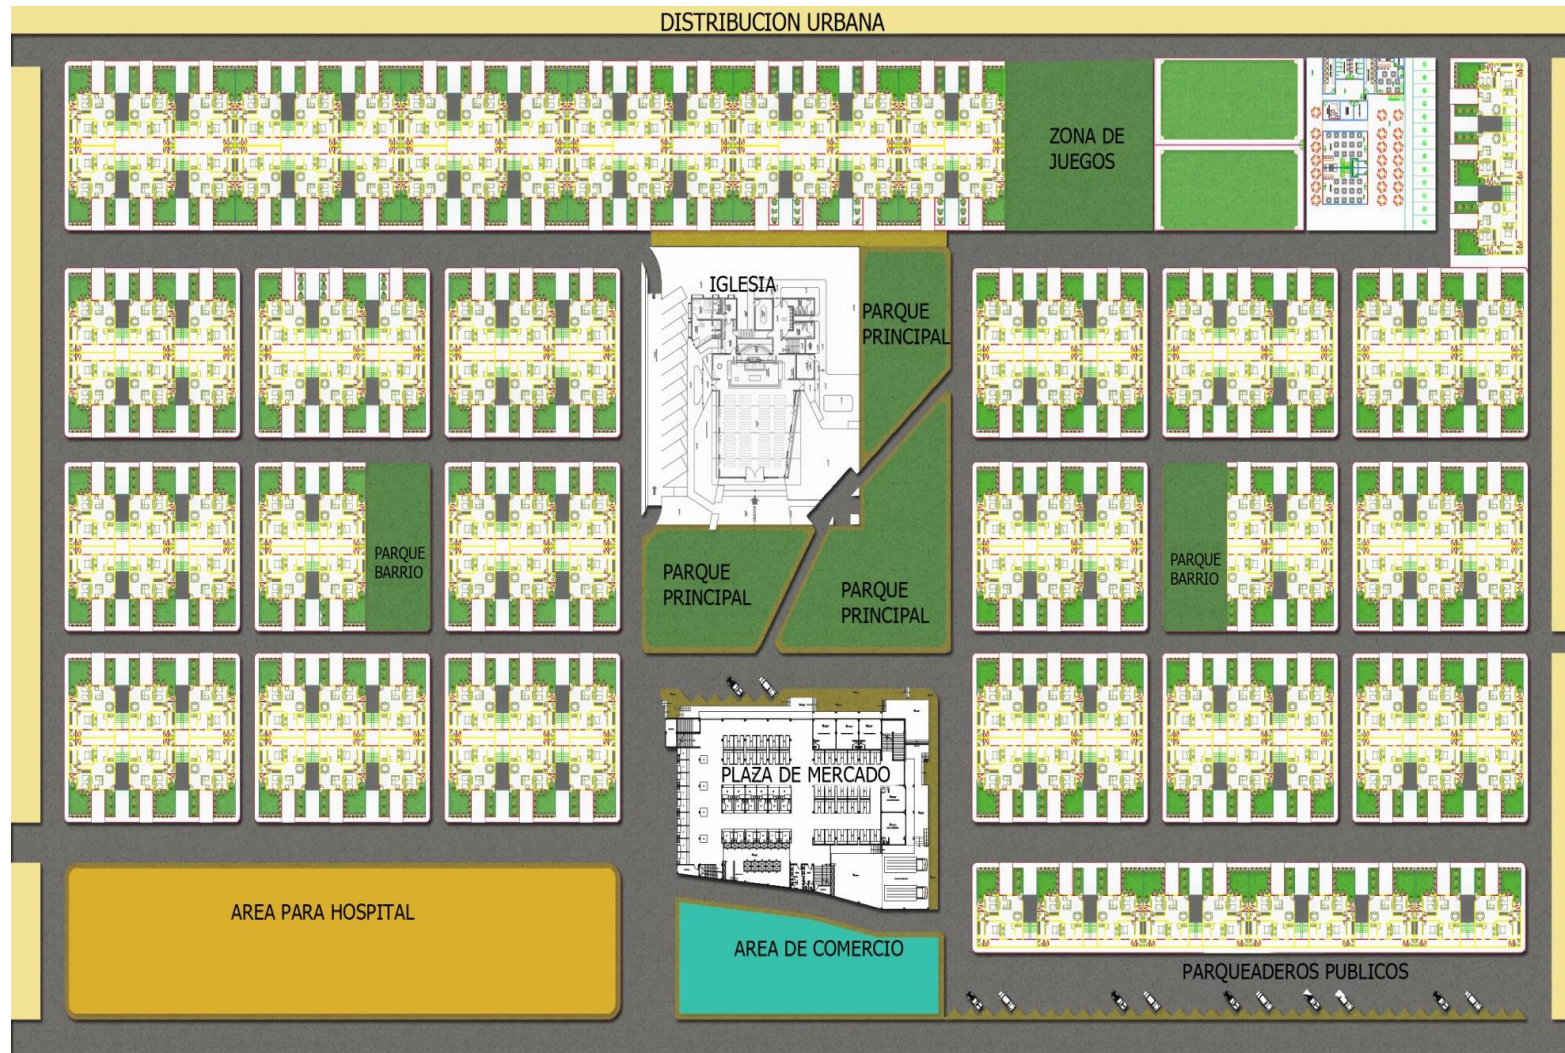 DISTRIBUCION URBANA
ZONA DE
JUEGOS
IGLESIA
PARQUE
PRINCIPAL
PARQUE
BARRIO
PARQUE
PRINCIPAL
PARQUE
PRINCIPAL
PARQUE
BARRIO
PLAZA DE MERCADO
AREA PARA HOSPITAL
AREA DE COMERCIO
PARQUEADEROS PUBLICOS